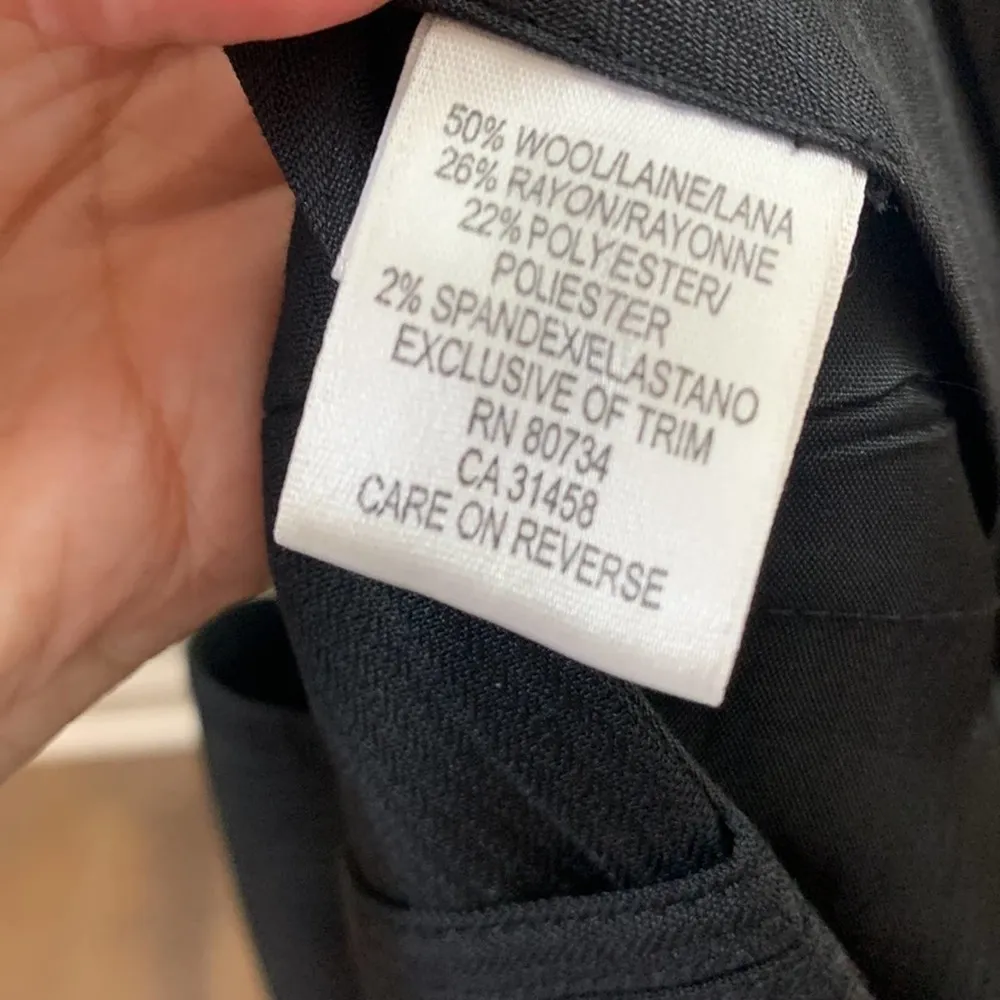 50% WOOL/LAINE/LANA
26% RAYON/RAYONNE
22% POLYESTER/
POLIESTER
2% SPANDEX/ELASTANO
EXCLUSIVE OF TRIM
RN 80734
CA 31458
CARE ON REVERSE